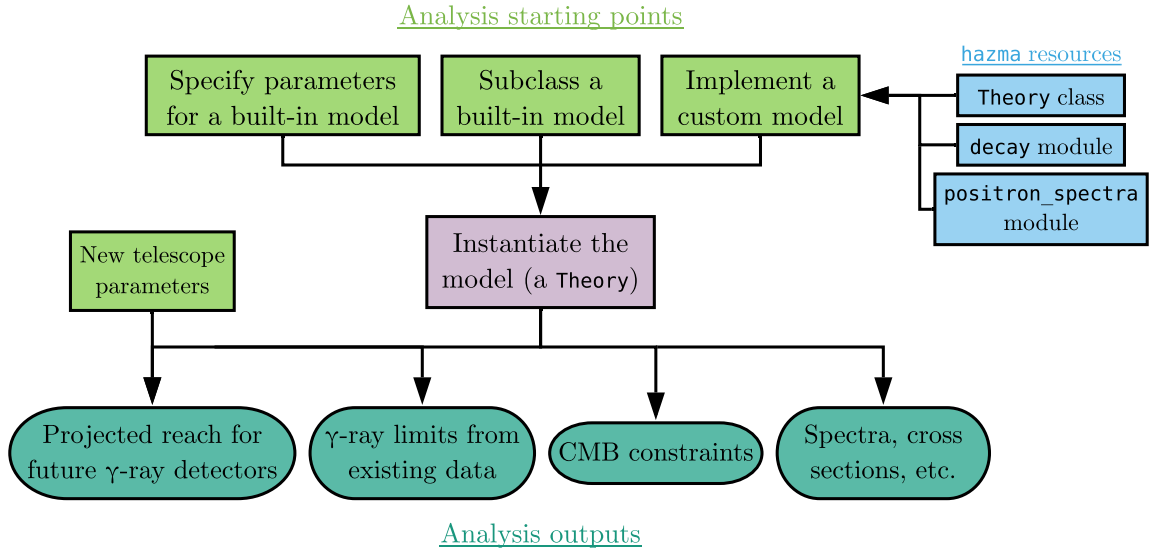 Analysis starting points
Specify parameters
for a built-in model
Subclass a
built-in model
Implement a
custom model
hazma resources
Theory class
decay module
positron_spectra
module
New telescope
parameters
Instantiate the
model (a Theory)
Projected reach for
future γ-ray detectors
γ-ray limits from
existing data
CMB constraints
Spectra, cross
sections, etc.
Analysis outputs